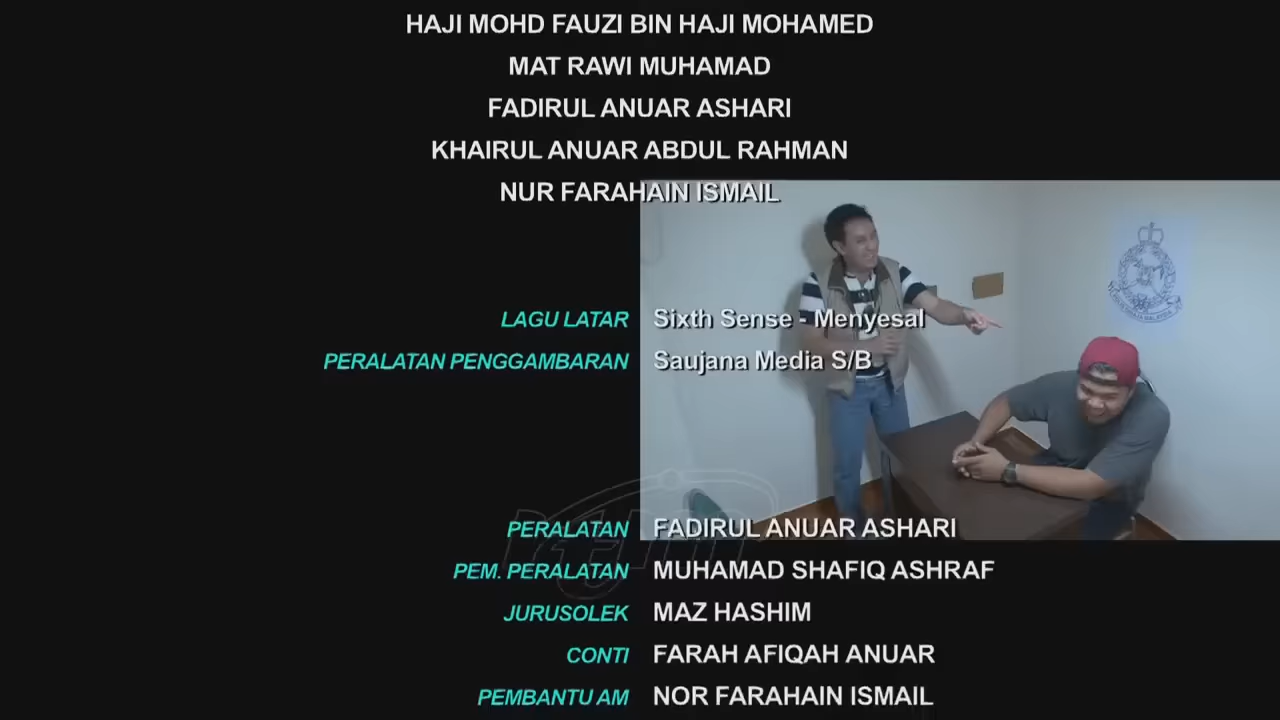 HAJI MOHD FAUZI BIN HAJI MOHAMED
MAT RAWI MUHAMAD
FADIRUL ANUAR ASHARI
KHAIRUL ANUAR ABDUL RAHMAN
NUR FARAHAIN ISMAIL
LAGU LATAR Sixth Sense - Menyesal
PERALATAN PENGGAMBARAN Saujana Media S/B
PERALATAN FADIRUL ANUAR ASHARI
PEM. PERALATAN MUHAMAD SHAFIQ ASHRAF
JURUSOLEK MAZ HASHIM
CONTI FARAH AFIQAH ANUAR
PEMBANTU AM NOR FARAHAIN ISMAIL